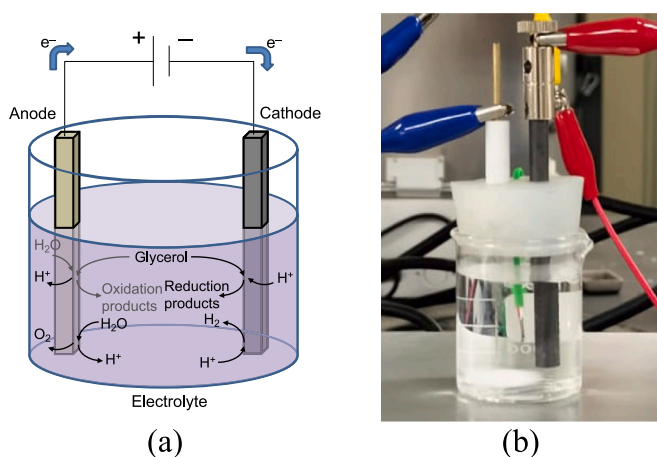 e⁻
+
−
e⁻
Anode
Cathode
H₂O
Glycerol
H⁺
H⁺
Oxidation
products
Reduction
products
O₂
H₂O
H₂
H⁺
H⁺
Electrolyte
(a)
(b)